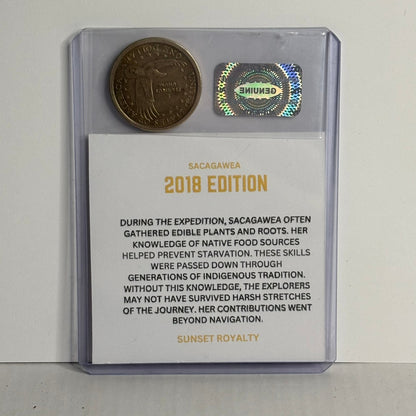 GENUINE
SACAGAWEA
2018 EDITION
DURING THE EXPEDITION, SACAGAWEA OFTEN
GATHERED EDIBLE PLANTS AND ROOTS. HER
KNOWLEDGE OF NATIVE FOOD SOURCES
HELPED PREVENT STARVATION. THESE SKILLS
WERE PASSED DOWN THROUGH
GENERATIONS OF INDIGENOUS TRADITION.
WITHOUT THIS KNOWLEDGE, THE EXPLORERS
MAY NOT HAVE SURVIVED HARSH STRETCHES
OF THE JOURNEY. HER CONTRIBUTIONS WENT
BEYOND NAVIGATION.
SUNSET ROYALTY